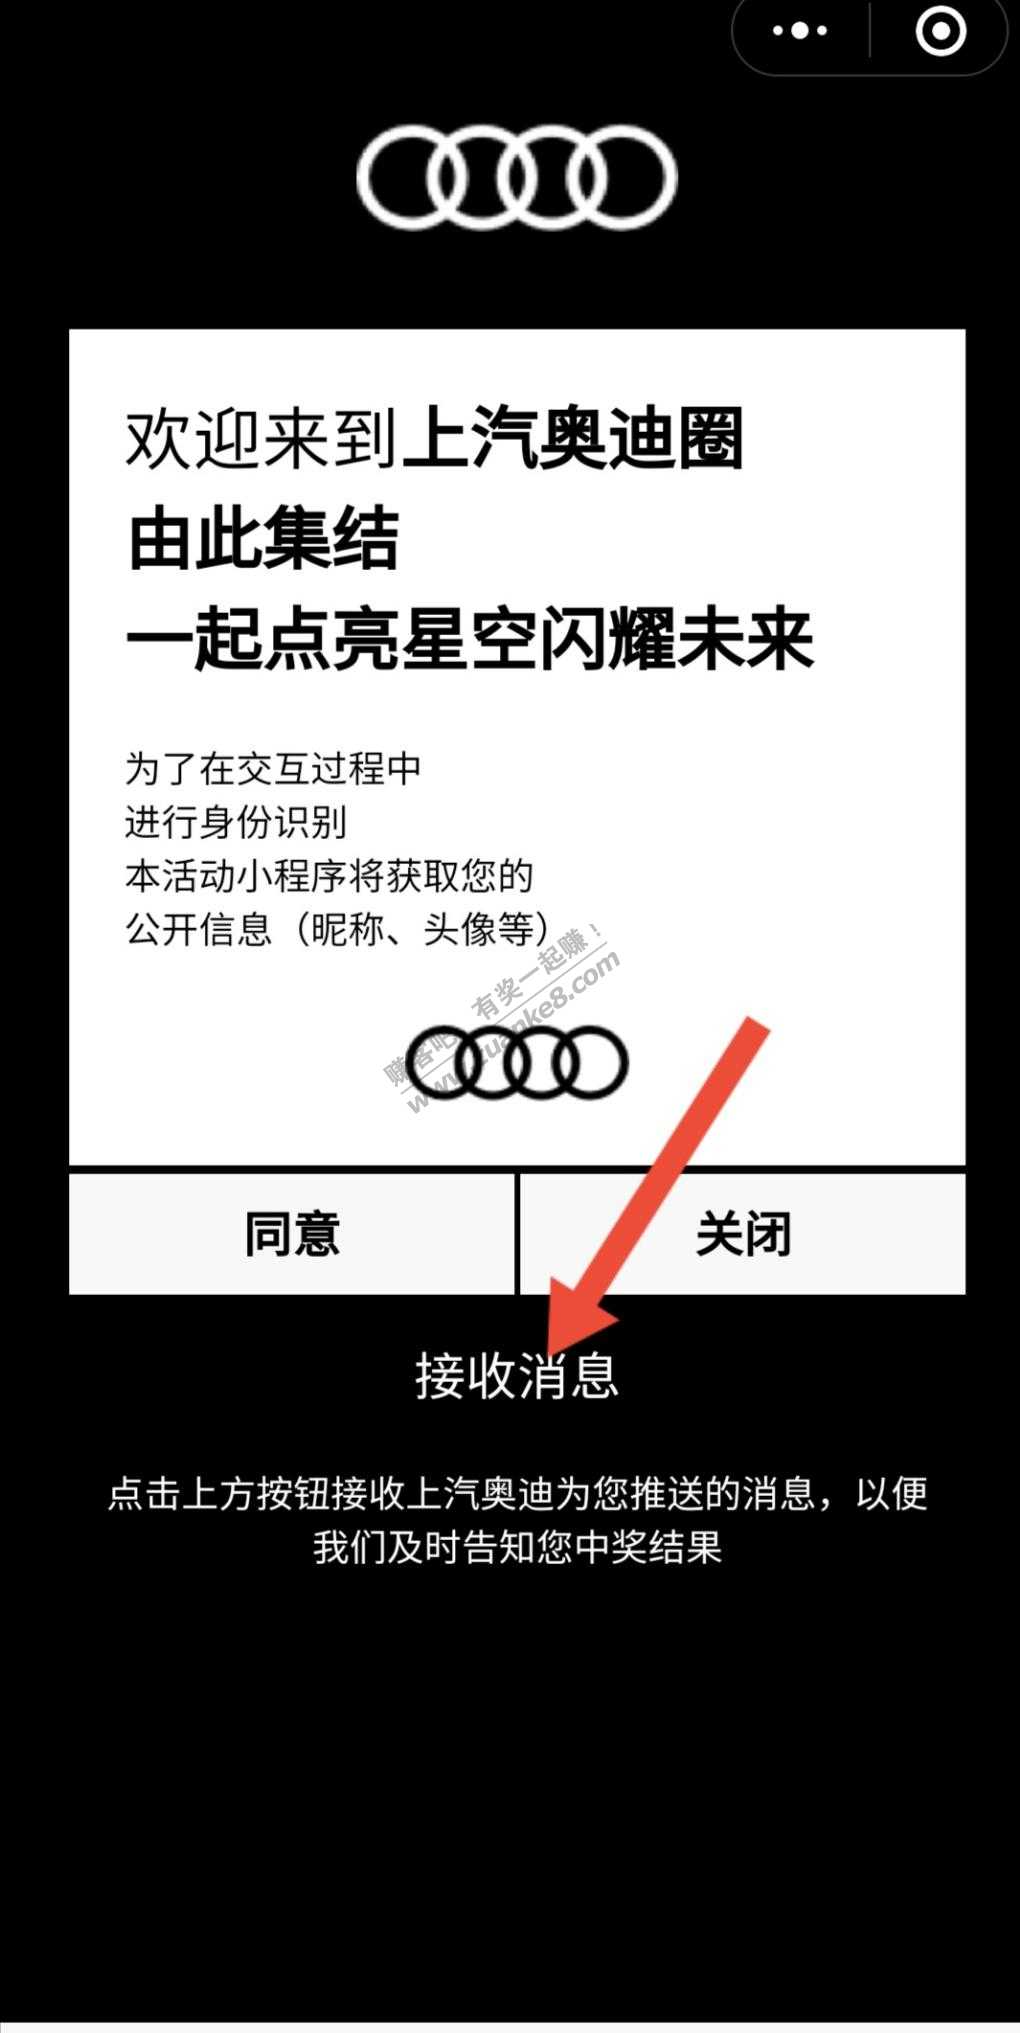 欢迎来到上汽奥迪圈
由此集结
一起点亮星空闪耀未来
为了在交互过程中
进行身份识别
本活动小程序将获取您的
公开信息（昵称、头像等）
赚客吧，有奖一起赚！
www.zuanke8.com
同意
关闭
接收消息
点击上方按钮接收上汽奥迪为您推送的消息，以便
我们及时告知您中奖结果